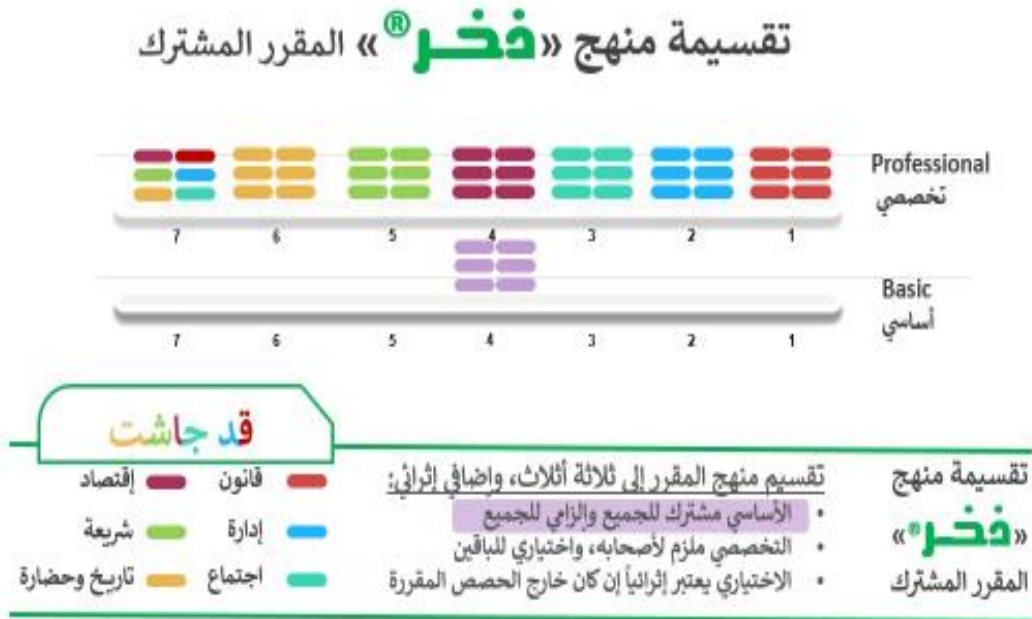 تقسيمة منهج «فخر®» المقرر المشترك
Professional
تخصصي
1 2 3 4 5 6 7
Basic
أساسي
1 2 3 4 5 6 7
تقسيمة منهج
«فخر®»
المقرر المشترك
تقسيم منهج المقرر إلى ثلاثة أثلاث، وإضافي إثرائي:
• الأساسي مشترك للجميع وإلزامي للجميع
• التخصصي ملزم لأصحابه، واختياري للباقين
• الاختياري يعتبر إثرائياً إن كان خارج الحصص المقررة
قد جاشت
قانون إقتصاد
إدارة شريعة
اجتماع تاريخ وحضارة